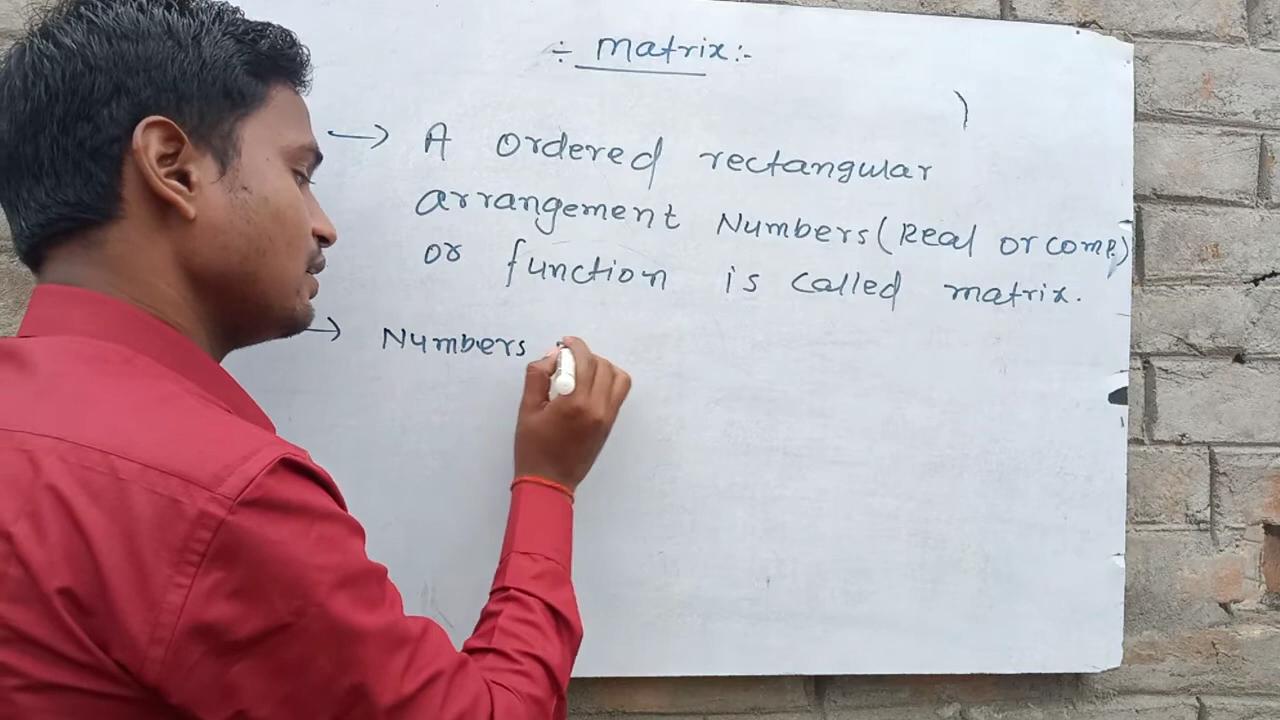 ÷ Matrix:-
→ A ordered rectangular
arrangement Numbers (Real or comp.)
or function is called matrix.
→ Numbers